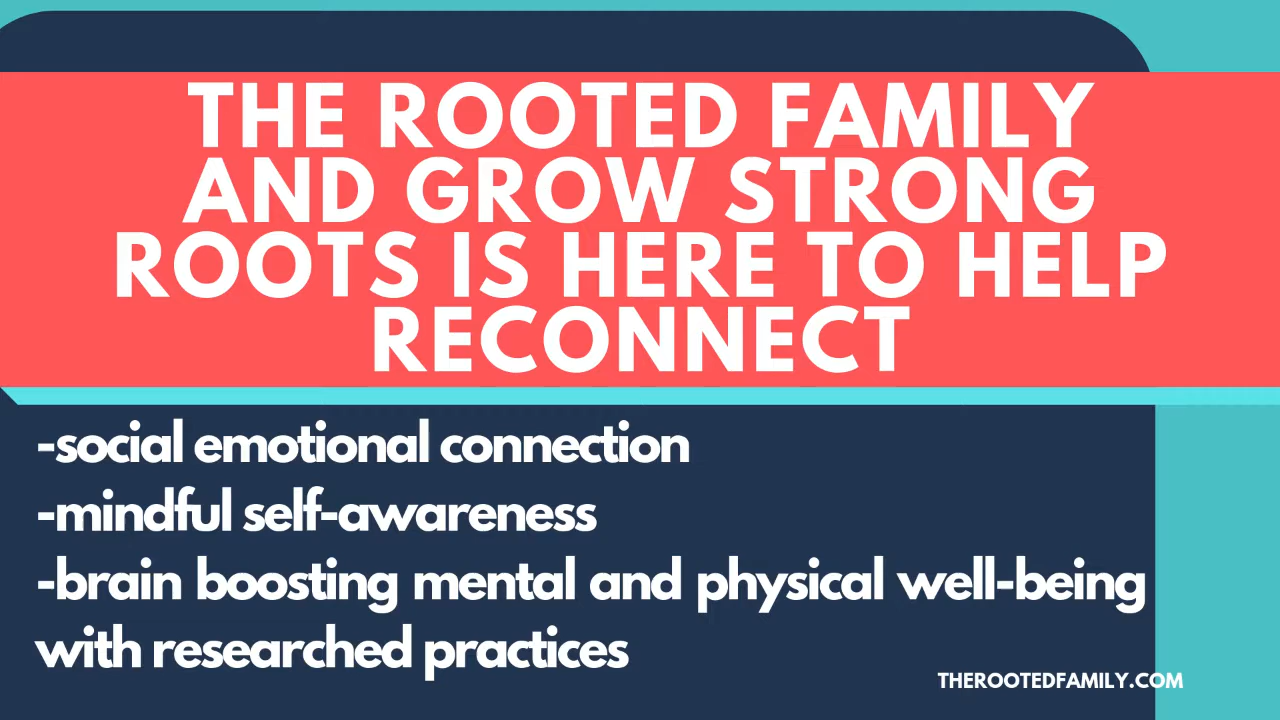 THE ROOTED FAMILY
AND GROW STRONG
ROOTS IS HERE TO HELP
RECONNECT
-social emotional connection
-mindful self-awareness
-brain boosting mental and physical well-being
with researched practices
THEROOTEDFAMILY.COM